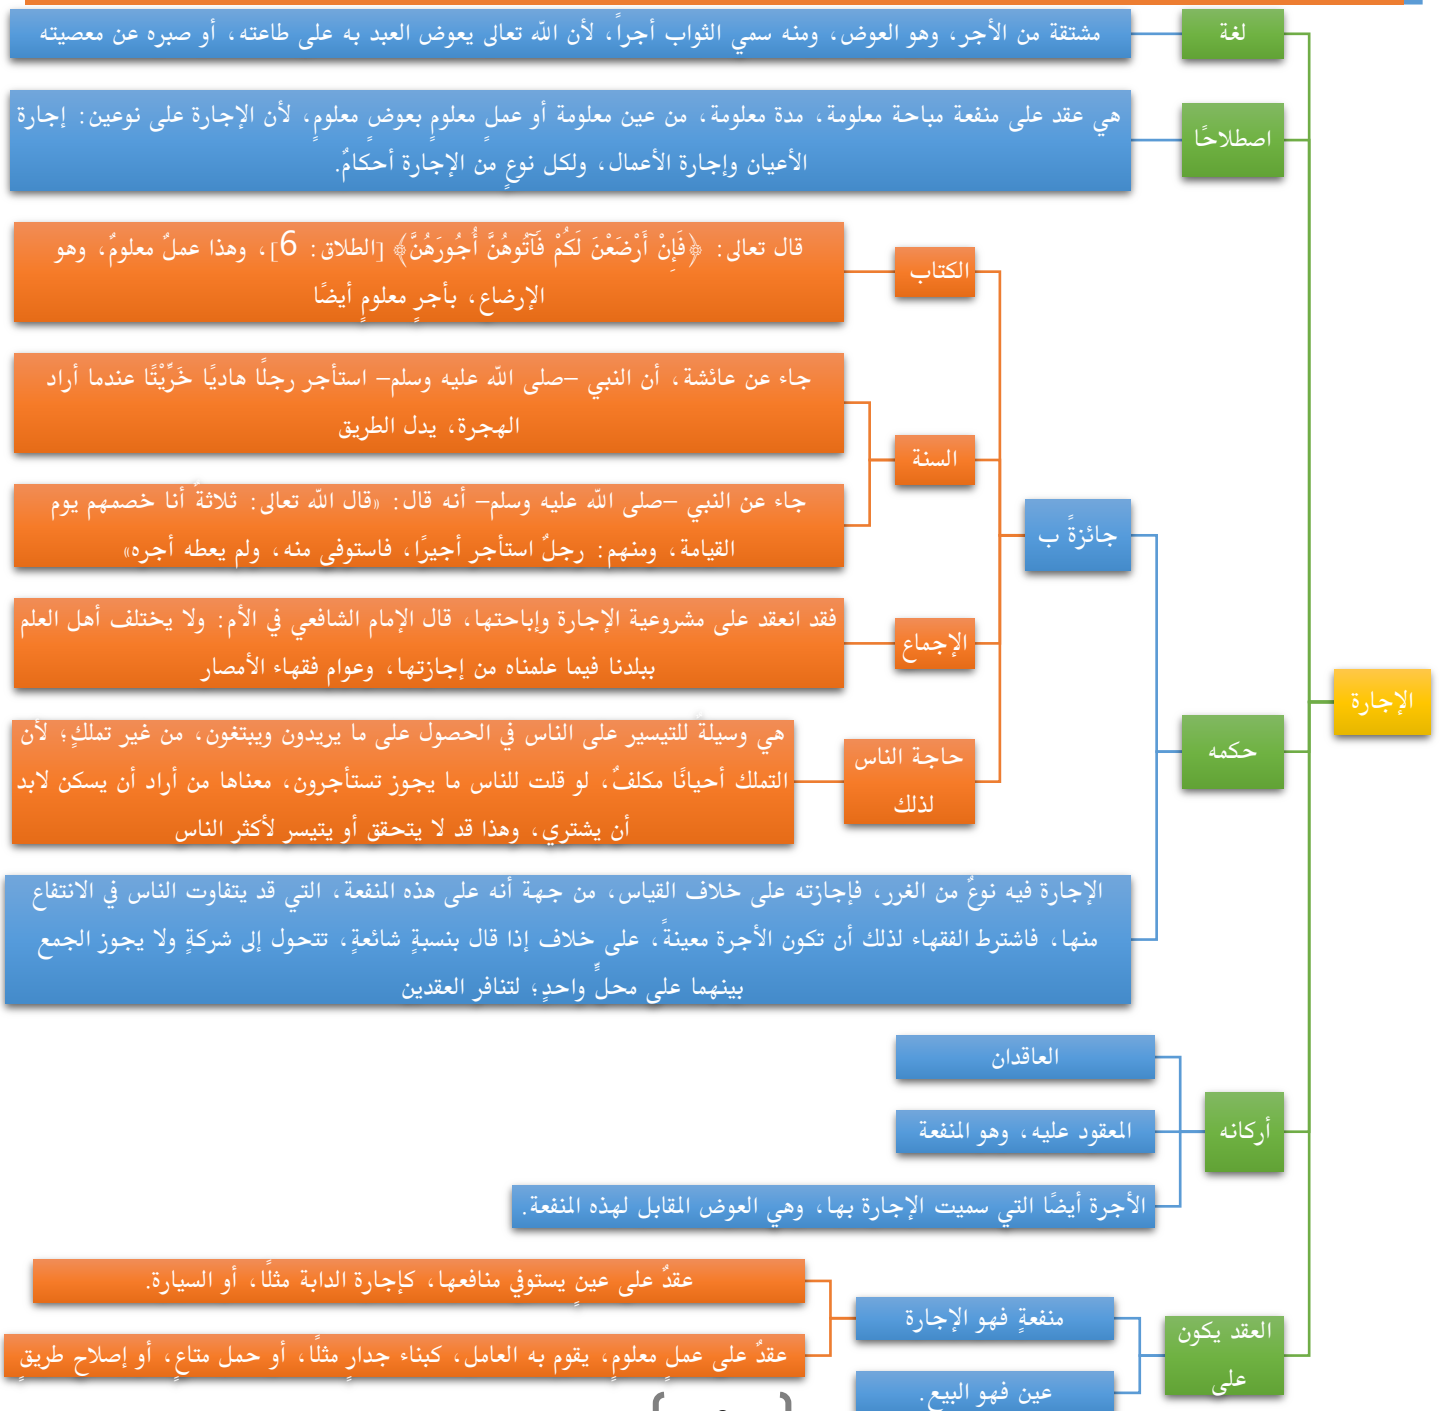 الإجارة
لغة
مشتقة من الأجر، وهو العوض، ومنه سمي الثواب أجراً، لأن الله تعالى يعوض العبد به على طاعته، أو صبره عن معصيته
اصطلاحًا
هي عقد على منفعة مباحة معلومة، مدة معلومة، من عين معلومة أو عملٍ معلومٍ بعوضٍ معلومٍ، لأن الإجارة على نوعين: إجارة
الأعيان وإجارة الأعمال، ولكل نوعٍ من الإجارة أحكامٌ.
حكمه
جائزةً ب
الكتاب
قال تعالى: ﴿فَإِنْ أَرْضَعْنَ لَكُمْ فَآتُوهُنَّ أُجُورَهُنَّ﴾ [الطلاق: 6]، وهذا عملٌ معلومٌ، وهو
الإرضاع، بأجرٍ معلومٍ أيضًا
السنة
جاء عن عائشة، أن النبي –صلى الله عليه وسلم– استأجر رجلًا هاديًا خَرِّيْتًا عندما أراد
الهجرة، يدل الطريق
جاء عن النبي –صلى الله عليه وسلم– أنه قال: «قال الله تعالى: ثلاثةٌ أنا خصمهم يوم
القيامة، ومنهم: رجلٌ استأجر أجيرًا، فاستوفى منه، ولم يعطه أجره»
الإجماع
فقد انعقد على مشروعية الإجارة وإباحتها، قال الإمام الشافعي في الأم: ولا يختلف أهل العلم
ببلدنا فيما علمناه من إجازتها، وعوام فقهاء الأمصار
حاجة الناس
لذلك
هي وسيلةٌ للتيسير على الناس في الحصول على ما يريدون ويبتغون، من غير تملكٍ؛ لأن
التملك أحيانًا مكلفٌ، لو قلت للناس ما يجوز تستأجرون، معناها من أراد أن يسكن لابد
أن يشتري، وهذا قد لا يتحقق أو يتيسر لأكثر الناس
الإجارة فيه نوعٌ من الغرر، فإجازته على خلاف القياس، من جهة أنه على هذه المنفعة، التي قد يتفاوت الناس في الانتفاع
منها، فاشترط الفقهاء لذلك أن تكون الأجرة معينةً، على خلاف إذا قال بنسبةٍ شائعةٍ، تتحول إلى شركةٍ ولا يجوز الجمع
بينهما على محلٍّ واحدٍ؛ لتنافر العقدين
أركانه
العاقدان
المعقود عليه، وهو المنفعة
الأجرة أيضًا التي سميت الإجارة بها، وهي العوض المقابل لهذه المنفعة.
العقد يكون
على
منفعةٍ فهو الإجارة
عقدٌ على عينٍ يستوفي منافعها، كإجارة الدابة مثلًا، أو السيارة.
عقدٌ على عملٍ معلومٍ، يقوم به العامل، كبناء جدارٍ مثلًا، أو حمل متاعٍ، أو إصلاح طريقٍ
عين فهو البيع.